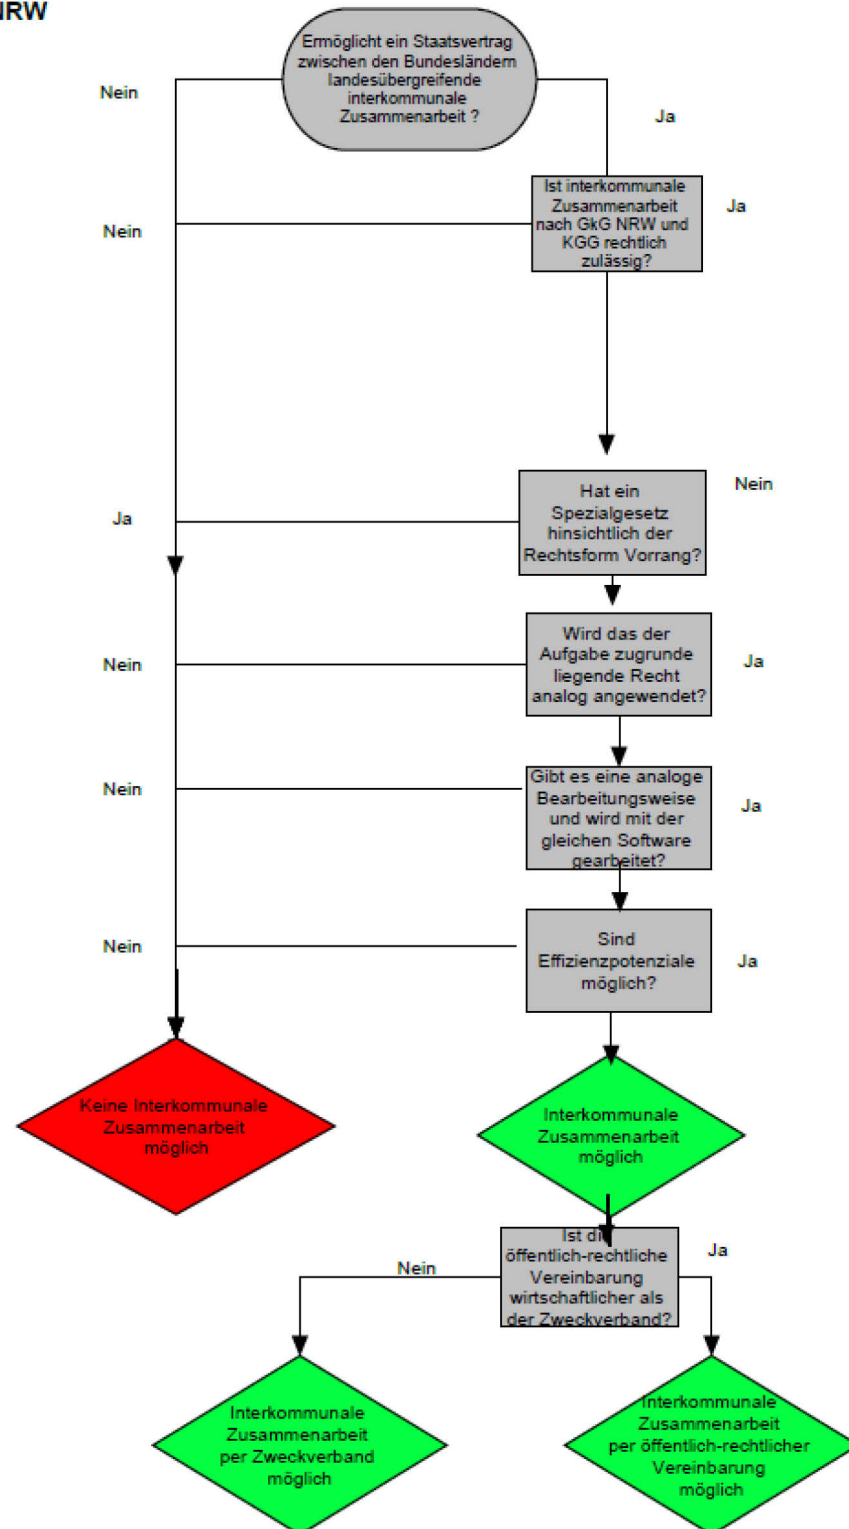 NRW
Ermöglicht ein Staatsvertrag
zwischen den Bundesländern
landesübergreifende
interkommunale
Zusammenarbeit ?
Nein
Ja
Ist interkommunale
Zusammenarbeit
nach GkG NRW und
KGG rechtlich
zulässig?
Ja
Nein
Hat ein
Spezialgesetz
hinsichtlich der
Rechtsform Vorrang?
Nein
Ja
Wird das der
Aufgabe zugrunde
liegende Recht
analog angewendet?
Nein
Ja
Gibt es eine analoge
Bearbeitungsweise
und wird mit der
gleichen Software
gearbeitet?
Nein
Ja
Sind
Effizienzpotenziale
möglich?
Nein
Ja
Keine Interkommunale
Zusammenarbeit
möglich
Interkommunale
Zusammenarbeit
möglich
Ist die
öffentlich-rechtliche
Vereinbarung
wirtschaftlicher als
der Zweckverband?
Nein
Ja
Interkommunale
Zusammenarbeit
per Zweckverband
möglich
Interkommunale
Zusammenarbeit
per öffentlich-rechtlicher
Vereinbarung
möglich